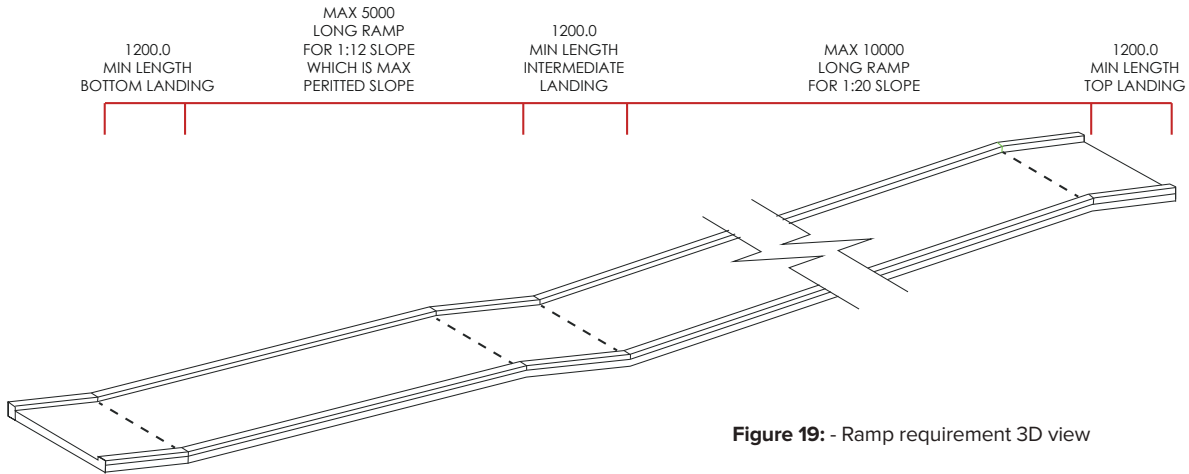 1200.0
MIN LENGTH
BOTTOM LANDING
MAX 5000
LONG RAMP
FOR 1:12 SLOPE
WHICH IS MAX
PERITTED SLOPE
1200.0
MIN LENGTH
INTERMEDIATE
LANDING
MAX 10000
LONG RAMP
FOR 1:20 SLOPE
1200.0
MIN LENGTH
TOP LANDING
Figure 19: - Ramp requirement 3D view